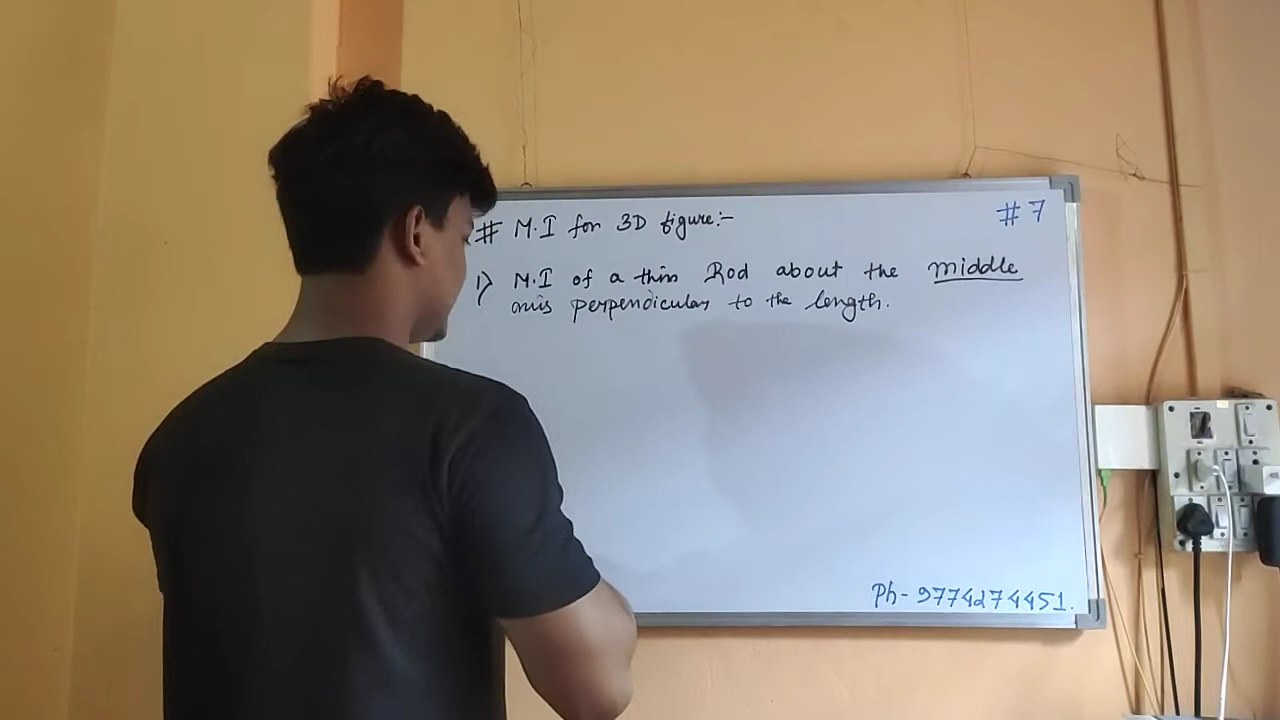 # M.I for 3D figure:-
#7
1) M.I of a thin Rod about the middle
axis perpendicular to the length.
Ph- 9774274451.